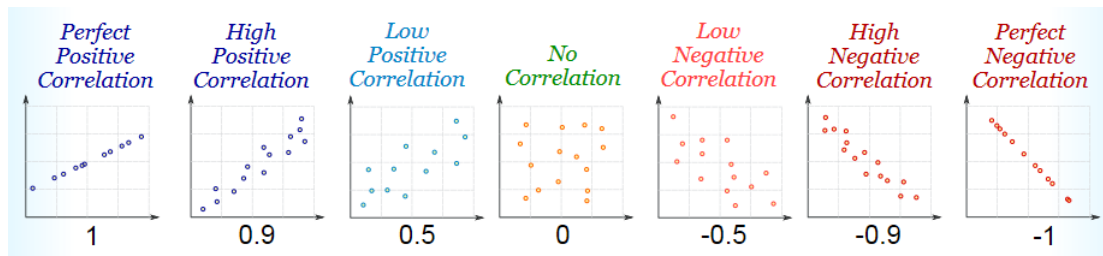 Perfect
Positive
Correlation
High
Positive
Correlation
Low
Positive
Correlation
No
Correlation
Low
Negative
Correlation
High
Negative
Correlation
Perfect
Negative
Correlation
1
0.9
0.5
0
-0.5
-0.9
-1